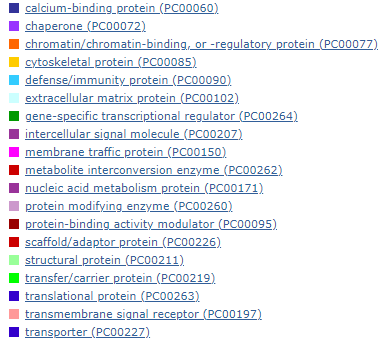 calcium-binding protein (PC00060)
chaperone (PC00072)
chromatin/chromatin-binding, or -regulatory protein (PC00077)
cytoskeletal protein (PC00085)
defense/immunity protein (PC00090)
extracellular matrix protein (PC00102)
gene-specific transcriptional regulator (PC00264)
intercellular signal molecule (PC00207)
membrane traffic protein (PC00150)
metabolite interconversion enzyme (PC00262)
nucleic acid metabolism protein (PC00171)
protein modifying enzyme (PC00260)
protein-binding activity modulator (PC00095)
scaffold/adaptor protein (PC00226)
structural protein (PC00211)
transfer/carrier protein (PC00219)
translational protein (PC00263)
transmembrane signal receptor (PC00197)
transporter (PC00227)